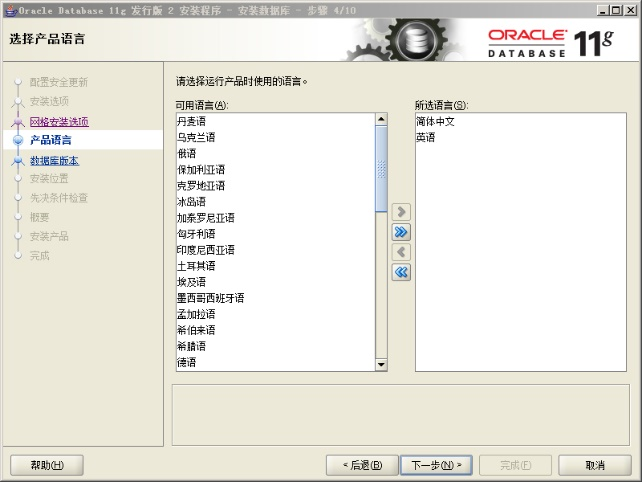 Oracle Database 11g 发行版 2 安装程序 - 安装数据库 - 步骤 4/10
选择产品语言
ORACLE
DATABASE 11g
配置安全更新
安装选项
网格安装选项
产品语言
数据库版本
安装位置
先决条件检查
概要
安装产品
完成
请选择运行产品时使用的语言。
可用语言(A):
丹麦语
乌克兰语
俄语
保加利亚语
克罗地亚语
冰岛语
加泰罗尼亚语
匈牙利语
印度尼西亚语
土耳其语
埃及语
墨西哥西班牙语
孟加拉语
希伯来语
希腊语
德语
所选语言(S):
简体中文
英语
帮助(H)
< 后退(B)
下一步(N) >
完成(F)
取消